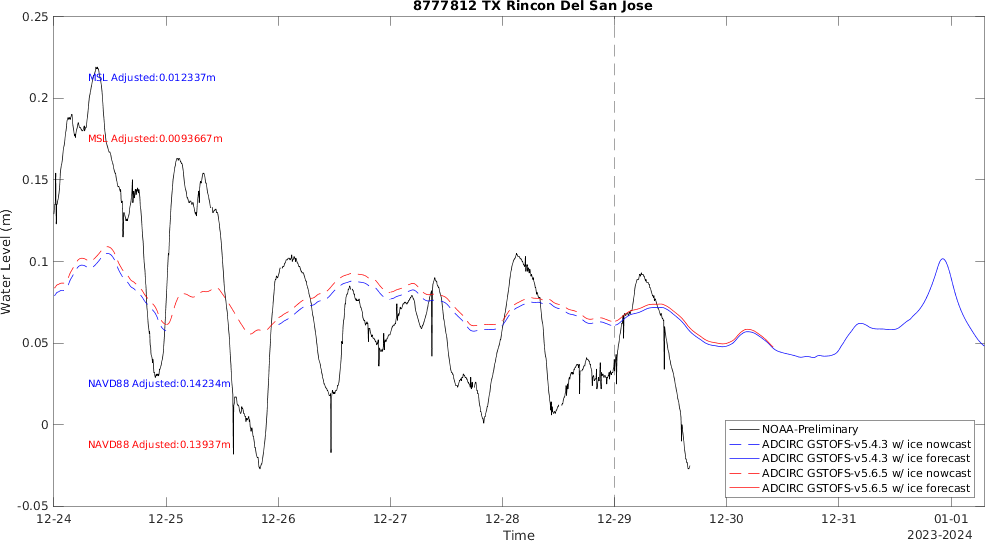 8777812 TX Rincon Del San Jose
0.25
MSL Adjusted:0.012337m
0.2
MSL Adjusted:0.0093667m
0.15
0.1
Water Level (m)
0.05
NAVD88 Adjusted:0.14234m
0
NAVD88 Adjusted:0.13937m
NOAA-Preliminary
ADCIRC GSTOFS-v5.4.3 w/ ice nowcast
ADCIRC GSTOFS-v5.4.3 w/ ice forecast
ADCIRC GSTOFS-v5.6.5 w/ ice nowcast
ADCIRC GSTOFS-v5.6.5 w/ ice forecast
-0.05
12-24 12-25 12-26 12-27 12-28 12-29 12-30 12-31 01-01
Time 2023-2024